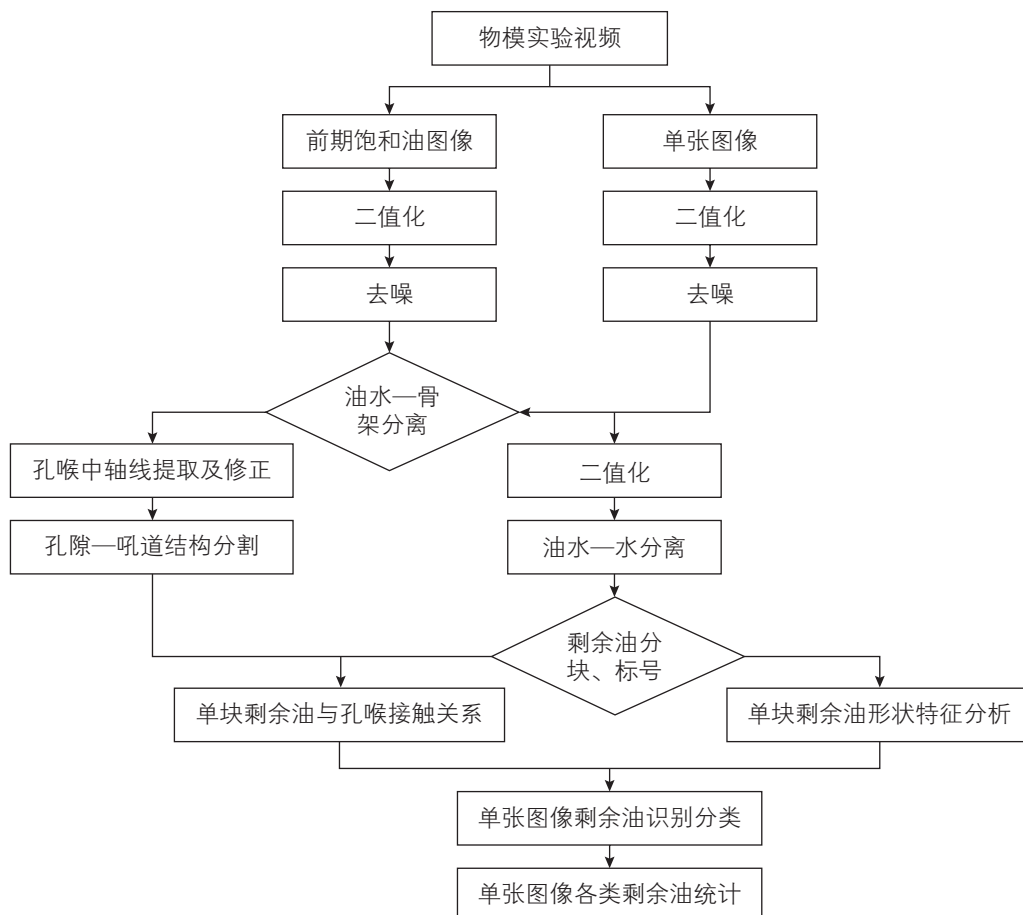 物模实验视频
前期饱和油图像
单张图像
二值化
二值化
去噪
去噪
油水—骨
架分离
孔喉中轴线提取及修正
二值化
孔隙—吼道结构分割
油水—水分离
剩余油分
块、标号
单块剩余油与孔喉接触关系
单块剩余油形状特征分析
单张图像剩余油识别分类
单张图像各类剩余油统计